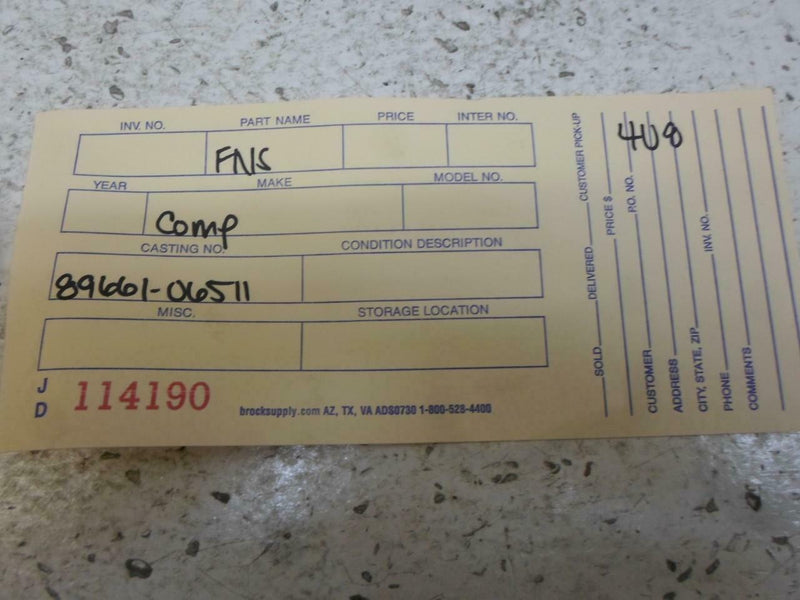 INV. NO. PART NAME PRICE INTER NO.
FNS
YEAR MAKE MODEL NO.
Comp
CASTING NO. CONDITION DESCRIPTION
89661-06511
MISC. STORAGE LOCATION
J D 114190
brocksupply.com AZ, TX, VA ADS0730 1-800-528-4400
SOLD DELIVERED CUSTOMER PICK-UP
PRICE $
P.O. NO.
4U8
CUSTOMER
ADDRESS
CITY, STATE, ZIP
PHONE INV. NO.
COMMENTS